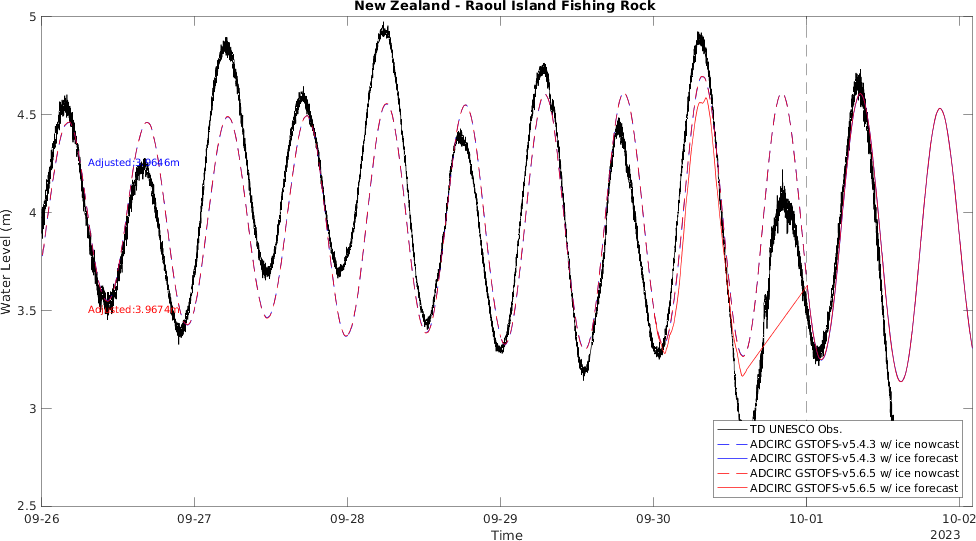 New Zealand - Raoul Island Fishing Rock
5
4.5
4
3.5
3
2.5
Water Level (m)
Adjusted:3.9646m
Adjusted:3.9674m
TD UNESCO Obs.
ADCIRC GSTOFS-v5.4.3 w/ ice nowcast
ADCIRC GSTOFS-v5.4.3 w/ ice forecast
ADCIRC GSTOFS-v5.6.5 w/ ice nowcast
ADCIRC GSTOFS-v5.6.5 w/ ice forecast
09-26 09-27 09-28 09-29 09-30 10-01 10-02
Time
2023